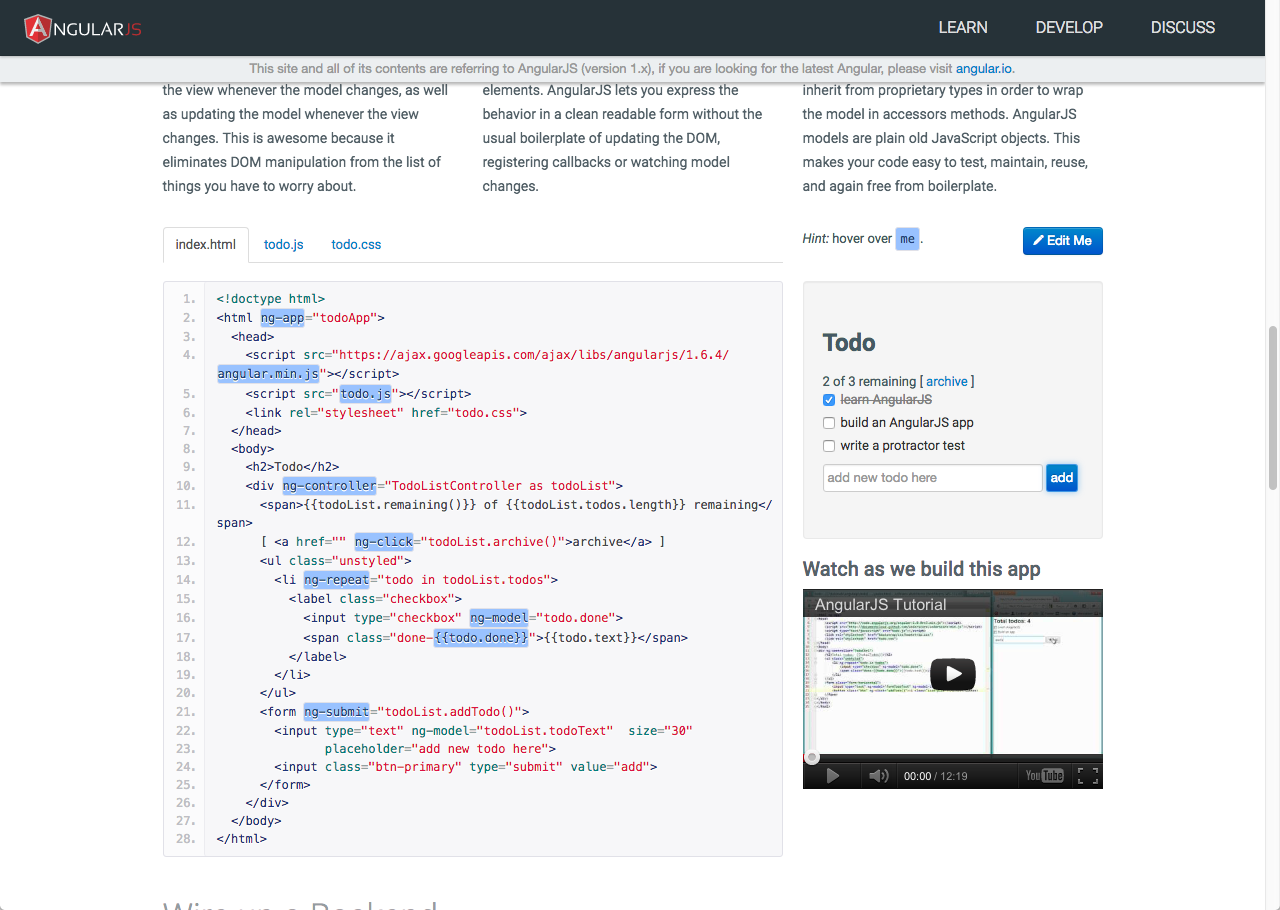 ANGULARJS
LEARN
DEVELOP
DISCUSS
This site and all of its contents are referring to AngularJS (version 1.x), if you are looking for the latest Angular, please visit angular.io.
the view whenever the model changes, as well
as updating the model whenever the view
changes. This is awesome because it
eliminates DOM manipulation from the list of
things you have to worry about.
elements. AngularJS lets you express the
behavior in a clean readable form without the
usual boilerplate of updating the DOM,
registering callbacks or watching model
changes.
inherit from proprietary types in order to wrap
the model in accessors methods. AngularJS
models are plain old JavaScript objects. This
makes your code easy to test, maintain, reuse,
and again free from boilerplate.
index.html
todo.js
todo.css
1. <!doctype html>
2. <html ng-app="todoApp">
3. <head>
4. <script src="https://ajax.googleapis.com/ajax/libs/angularjs/1.6.4/
angular.min.js"></script>
5. <script src="todo.js"></script>
6. <link rel="stylesheet" href="todo.css">
7. </head>
8. <body>
9. <h2>Todo</h2>
10. <div ng-controller="TodoListController as todoList">
11. <span>{{todoList.remaining()}} of {{todoList.todos.length}} remaining</
span>
12. [ <a href="" ng-click="todoList.archive()">archive</a> ]
13. <ul class="unstyled">
14. <li ng-repeat="todo in todoList.todos">
15. <label class="checkbox">
16. <input type="checkbox" ng-model="todo.done">
17. <span class="done-{{todo.done}}">{{todo.text}}</span>
18. </label>
19. </li>
20. </ul>
21. <form ng-submit="todoList.addTodo()">
22. <input type="text" ng-model="todoList.todoText"  size="30"
23. placeholder="add new todo here">
24. <input class="btn-primary" type="submit" value="add">
25. </form>
26. </div>
27. </body>
28. </html>
Hint: hover over me .
Edit Me
Todo
2 of 3 remaining [ archive ]
learn AngularJS
build an AngularJS app
write a protractor test
add new todo here
add
Watch as we build this app
AngularJS Tutorial
Total todos: 4
00:00 / 12:19
YouTube